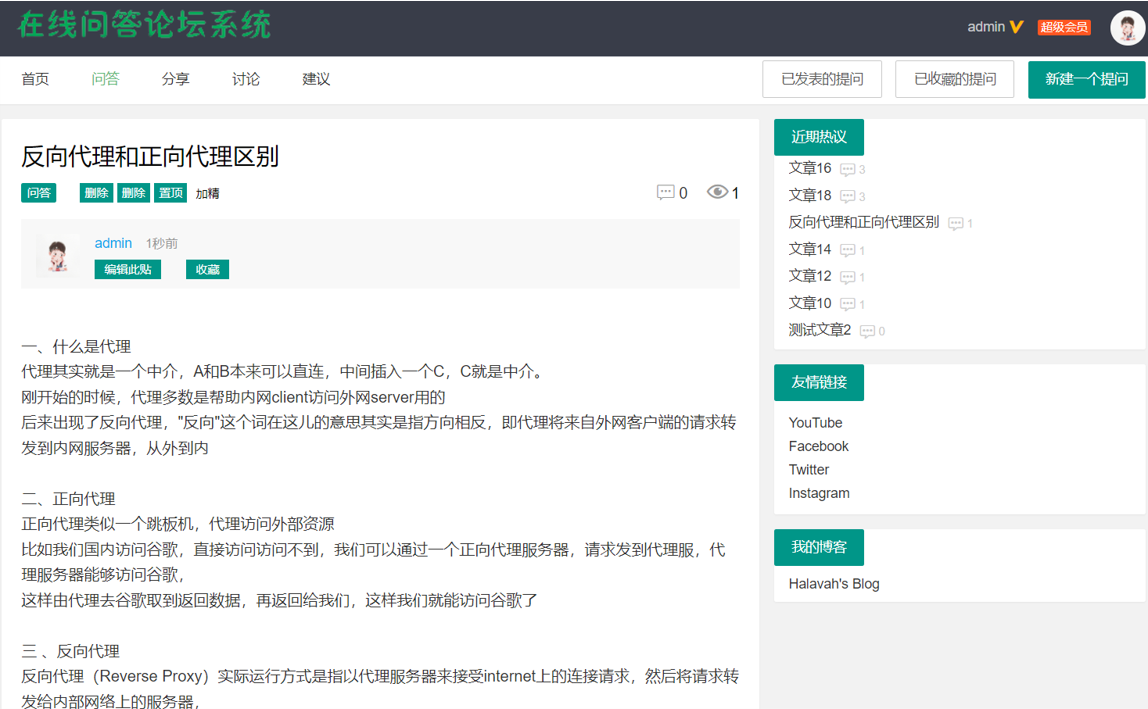 在线问答论坛系统
admin
超级会员
首页 问答 分享 讨论 建议
已发表的提问 已收藏的提问 新建一个提问
反向代理和正向代理区别
问答 删除 删除 置顶 加精
0 1
admin 1秒前
编辑此贴 收藏
一、什么是代理
代理其实就是一个中介，A和B本来可以直连，中间插入一个C，C就是中介。
刚开始的时候，代理多数是帮助内网client访问外网server用的
后来出现了反向代理，"反向"这个词在这儿的意思其实是指方向相反，即代理将来自外网客户端的请求转
发到内网服务器，从外到内
二、正向代理
正向代理类似一个跳板机，代理访问外部资源
比如我们国内访问谷歌，直接访问访问不到，我们可以通过一个正向代理服务器，请求发到代理服，代
理服务器能够访问谷歌，
这样由代理去谷歌取到返回数据，再返回给我们，这样我们就能访问谷歌了
三 、反向代理
反向代理（Reverse Proxy）实际运行方式是指以代理服务器来接受internet上的连接请求，然后将请求转
发给内部网络上的服务器，
近期热议
文章16 3
文章18 3
反向代理和正向代理区别 1
文章14 1
文章12 1
文章10 1
测试文章2 0
友情链接
YouTube
Facebook
Twitter
Instagram
我的博客
Halavah's Blog